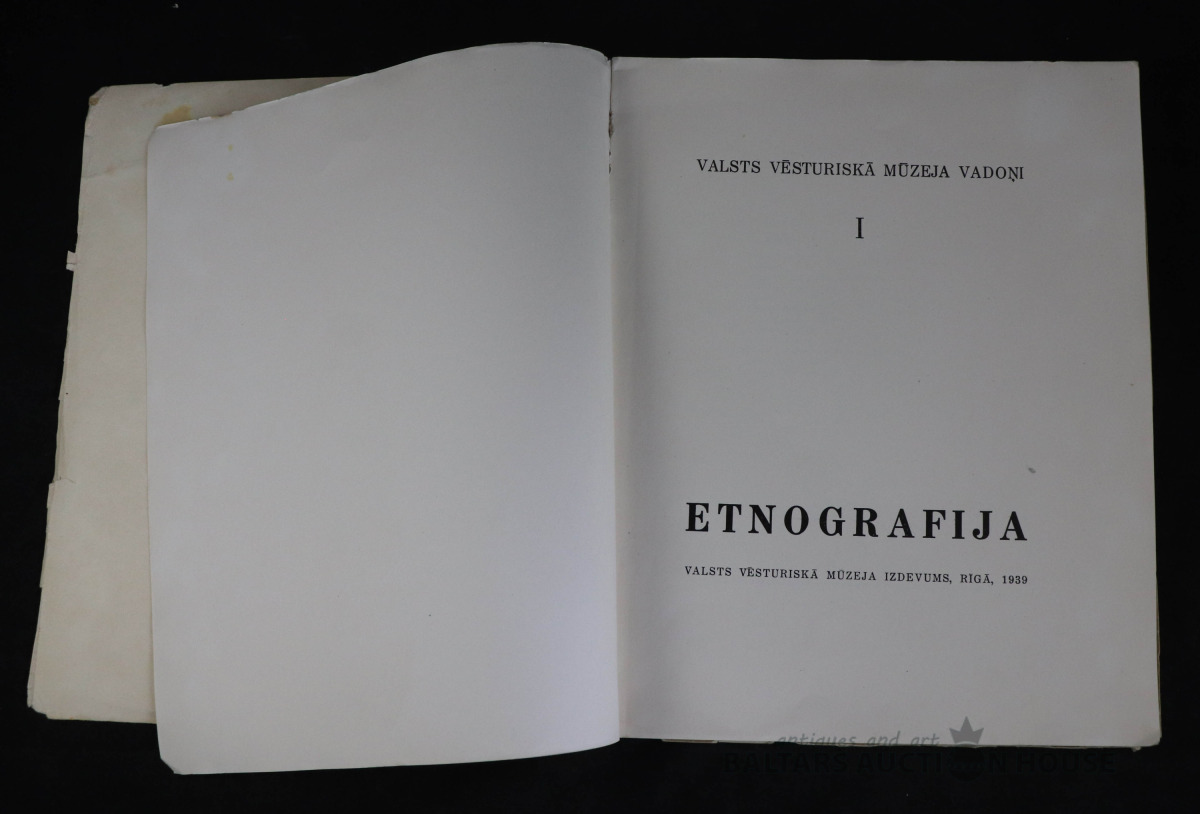 VALSTS VĒSTURISKĀ MŪZEJA VADOŅI
I
ETNOGRAFIJA
VALSTS VĒSTURISKĀ MŪZEJA IZDEVUMS, RĪGĀ, 1939
antiques and art
BALTARS AUCTION HOUSE